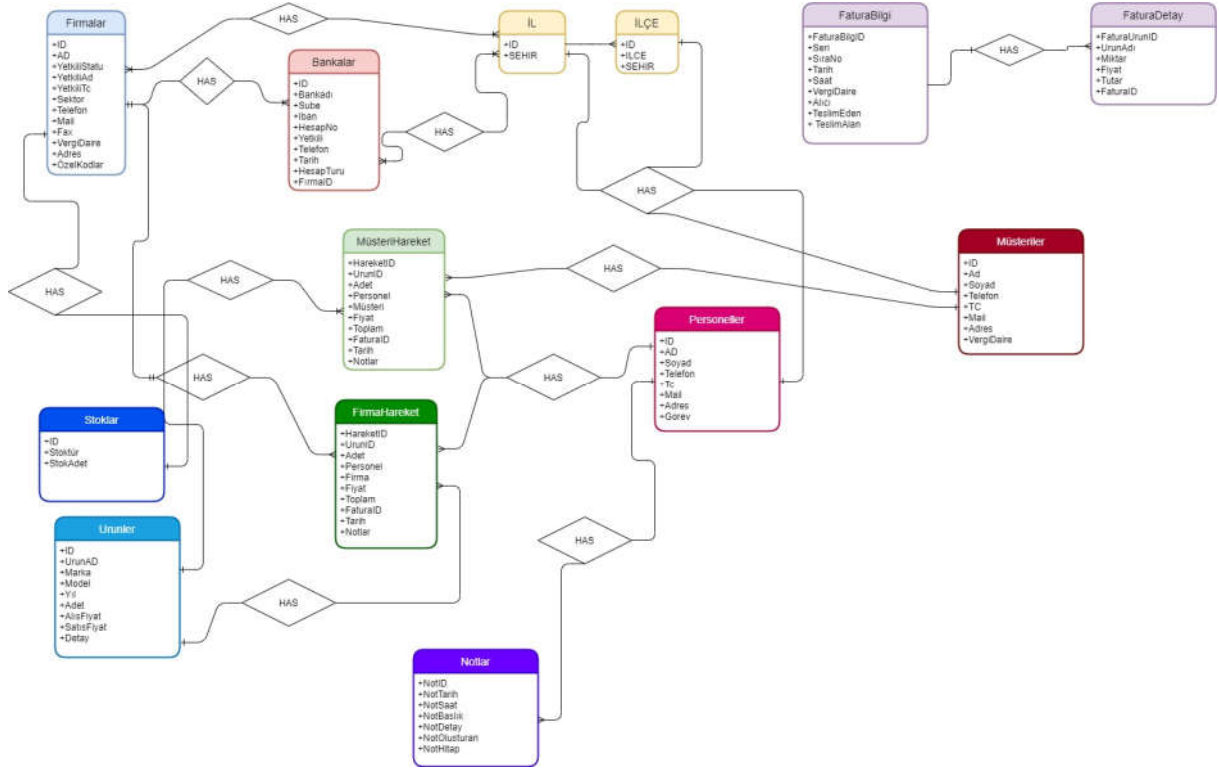 Firmalar
+ID
+AD
+YetkiliStatu
+YetkiliAd
+YetkiliTc
+Sektor
+Telefon
+Mail
+Fax
+VergiDaire
+Adres
+ÖzelKodlar
HAS
İL
+ID
+SEHIR
İLÇE
+ID
+ILCE
+SEHIR
FaturaBilgi
+FaturaBilgID
+Seri
+SıraNo
+Tarih
+Saat
+VergiDaire
+Alıcı
+TeslimEden
+ TeslimAlan
HAS
FaturaDetay
+FaturaUrunID
+UrunAdı
+Miktar
+Fiyat
+Tutar
+FaturaID
HAS
Bankalar
+ID
+Bankadı
+Sube
+Iban
+HesapNo
+Yetkili
+Telefon
+Tarih
+HesapTuru
+FirmaID
HAS
HAS
HAS
MüsteriHareket
+HareketID
+UrunID
+Adet
+Personel
+Müsteri
+Fiyat
+Toplam
+FaturaID
+Tarih
+Notlar
HAS
HAS
Müsteriler
+ID
+Ad
+Soyad
+Telefon
+TC
+Mail
+Adres
+VergiDaire
HAS
Personeller
+ID
+AD
+Soyad
+Telefon
+Tc
+Mail
+Adres
+Gorev
HAS
HAS
Stoklar
+ID
+Stoktür
+StokAdet
FirmaHareket
+HareketID
+UrunID
+Adet
+Personel
+Firma
+Fiyat
+Toplam
+FaturaID
+Tarih
+Notlar
Urunler
+ID
+UrunAD
+Marka
+Model
+Yıl
+Adet
+AlısFiyat
+SatısFiyat
+Detay
HAS
HAS
Notlar
+NotID
+NotTarih
+NotSaat
+NotBaslık
+NotDetay
+NotOlusturan
+NotHitap